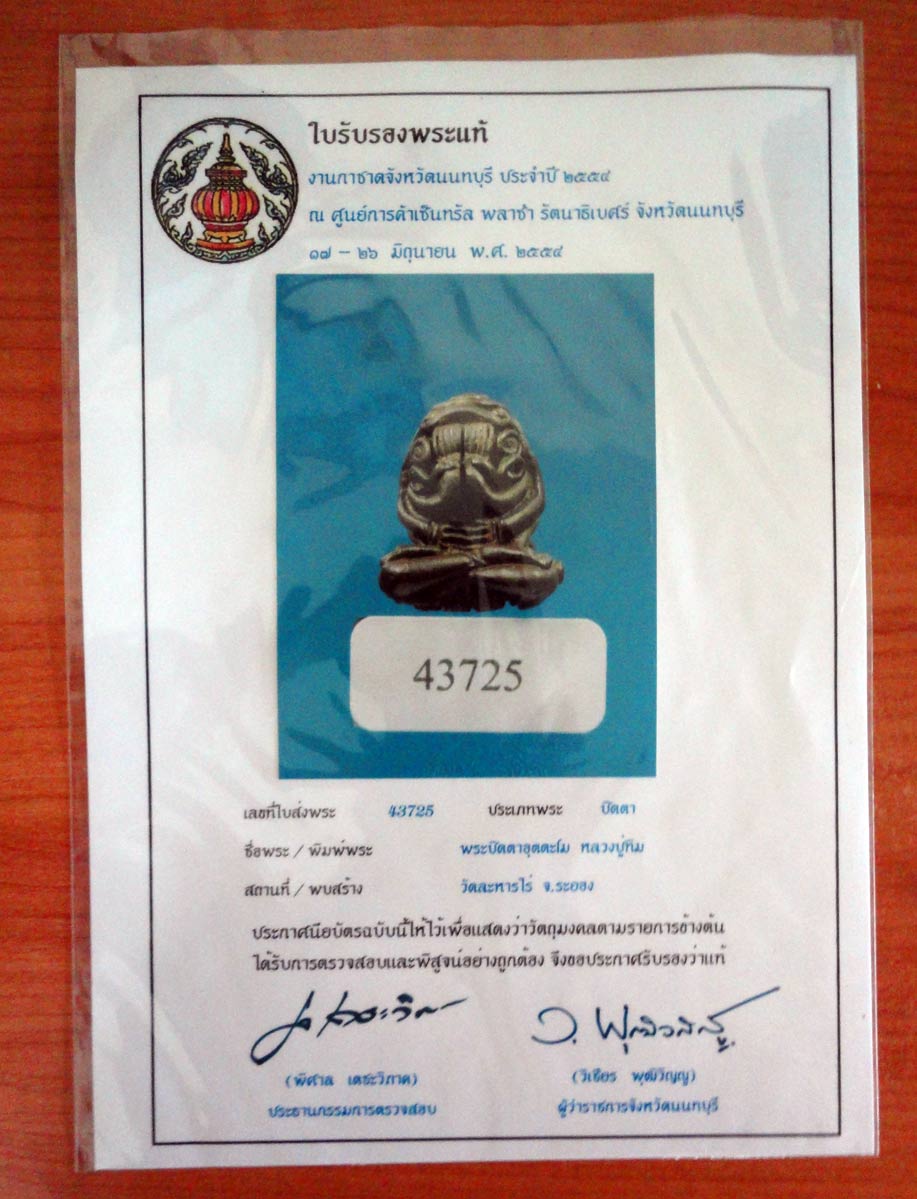 ใบรับรองพระแท้
งานกาชาดจังหวัดนนทบุรี ประจำปี ๒๕๕๔
ณ ศูนย์การค้าเซ็นทรัล พลาซ่า รัตนาธิเบศร์ จังหวัดนนทบุรี
๑๗ – ๒๖ มิถุนายน พ.ศ. ๒๕๕๔
43725
เลขที่ใบส่งพระ 43725 ประเภทพระ ปิดตา
ชื่อพระ / พิมพ์พระ พระปิดตาอุตตะโม หลวงปู่ทิม
สถานที่ / พบสร้าง วัดละหารไร่ จ.ระยอง
ประกาศนียบัตรฉบับนี้ให้ไว้เพื่อแสดงว่าวัตถุมงคลตามรายการข้างต้น
ได้รับการตรวจสอบและพิสูจน์อย่างถูกต้อง จึงขอประกาศรับรองว่าแท้
(พิศาล เตชะวิภาค) (วิเชียร พุฒิวิญญู)
ประธานกรรมการตรวจสอบ ผู้ว่าราชการจังหวัดนนทบุรี